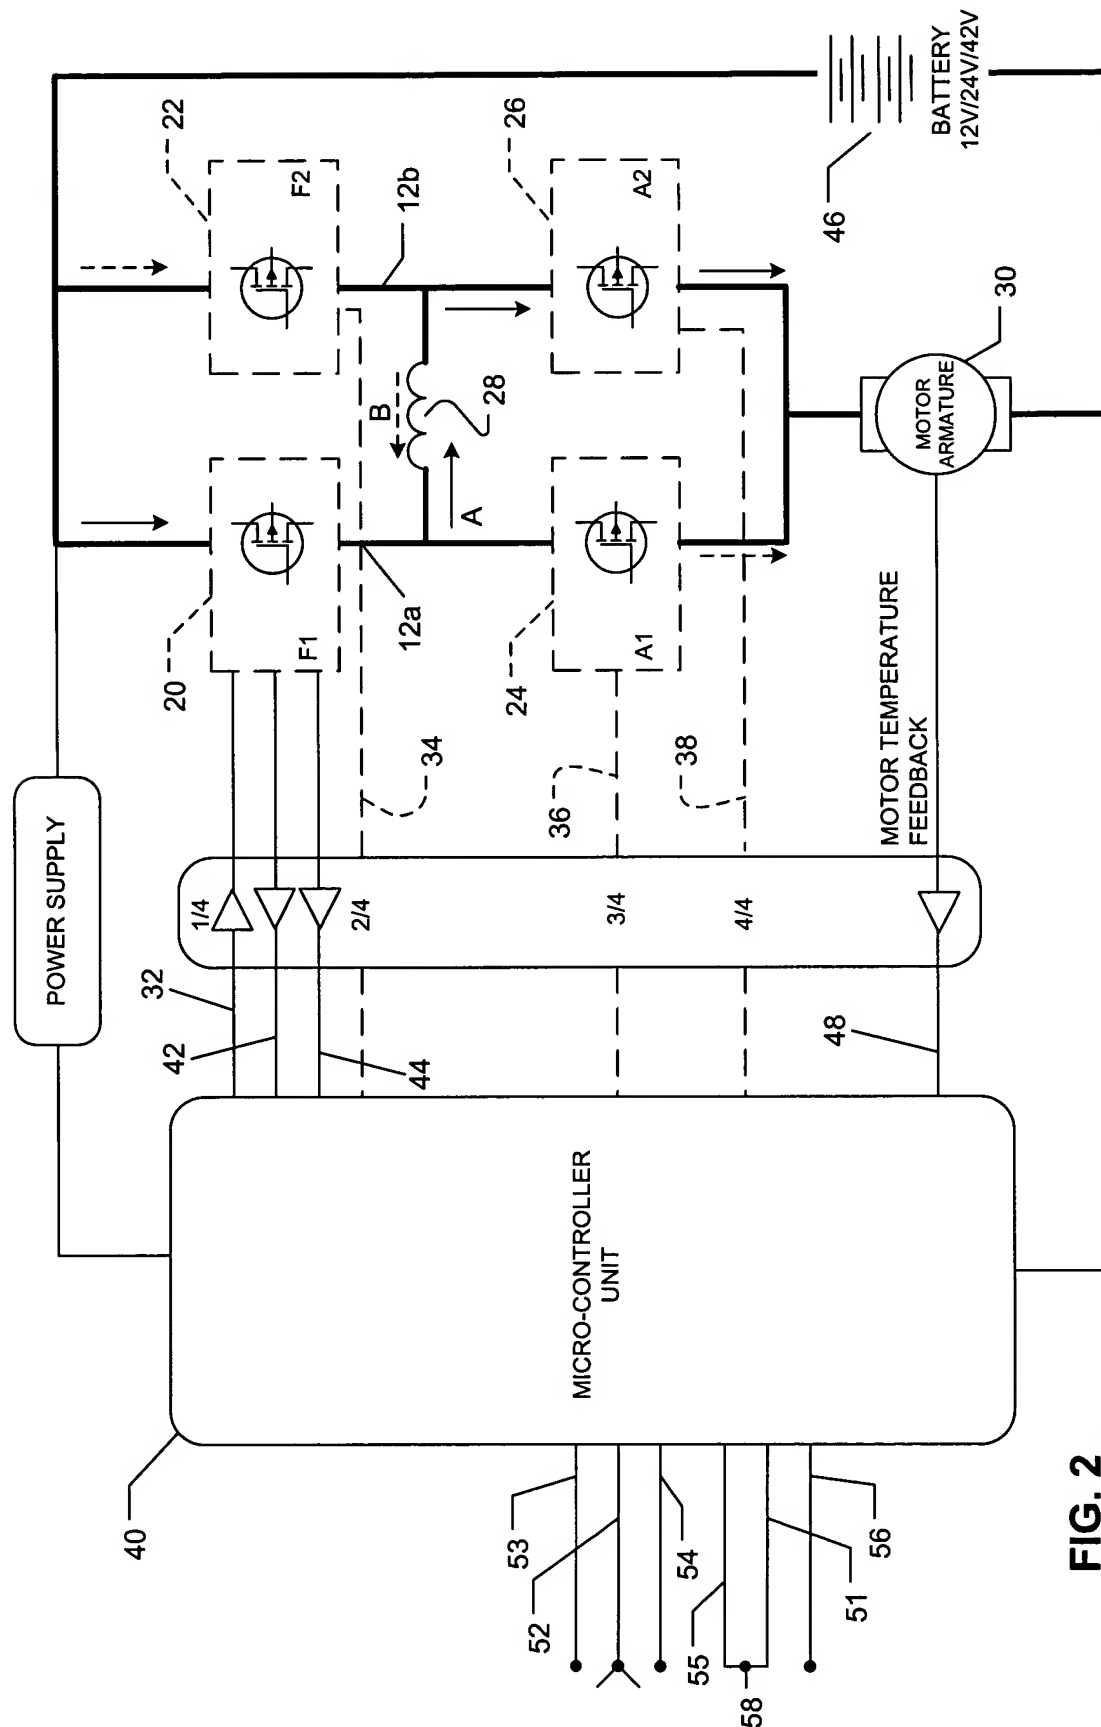 POWER SUPPLY
20
22
F1
F2
1/4
32
42
44
2/4
34
12a
12b
B
A
28
40
MICRO-CONTROLLER
UNIT
53
52
54
55
58
51
56
3/4
36
24
A1
26
A2
4/4
38
48
MOTOR TEMPERATURE
FEEDBACK
MOTOR
ARMATURE
30
46
BATTERY
12V/24V/42V
FIG. 2